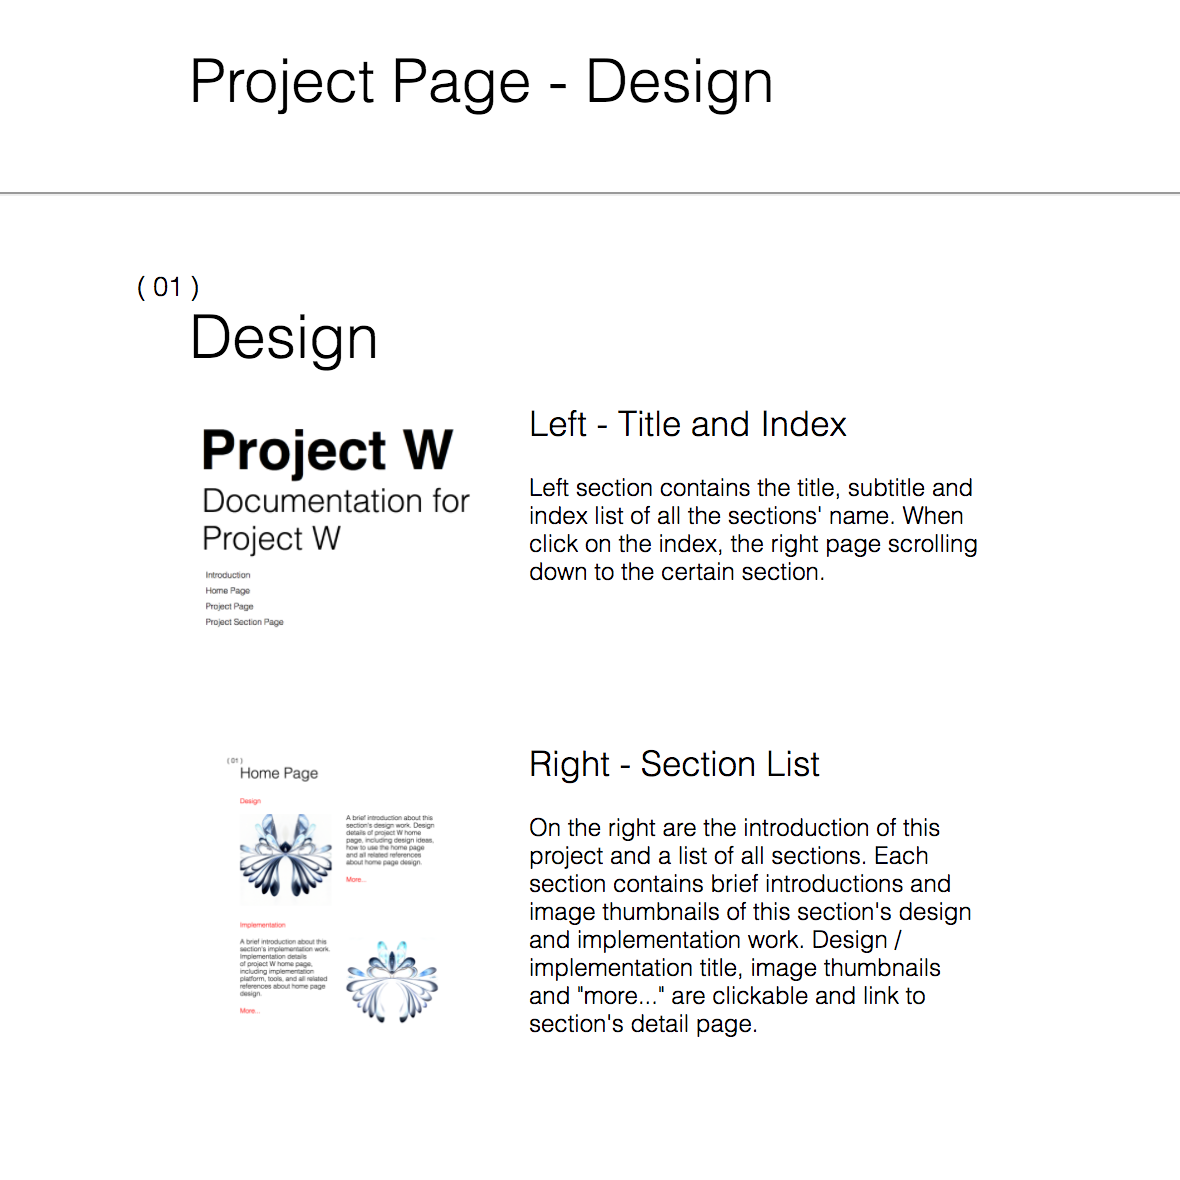 Project Page - Design
( 01 )
Design
Project W
Documentation for
Project W
Introduction
Home Page
Project Page
Project Section Page
Left - Title and Index
Left section contains the title, subtitle and
index list of all the sections' name. When
click on the index, the right page scrolling
down to the certain section.
( 01 )
Home Page
Design
A brief introduction about this
section's design work. Design
details of project W home
page, including design ideas,
how to use the home page
and all related references
about home page design.
More...
Implementation
A brief introduction about this
section's implementation work.
Implementation details
of project W home page,
including implementation
platform, tools, and all related
references about home page
design.
More...
Right - Section List
On the right are the introduction of this
project and a list of all sections. Each
section contains brief introductions and
image thumbnails of this section's design
and implementation work. Design /
implementation title, image thumbnails
and "more..." are clickable and link to
section's detail page.